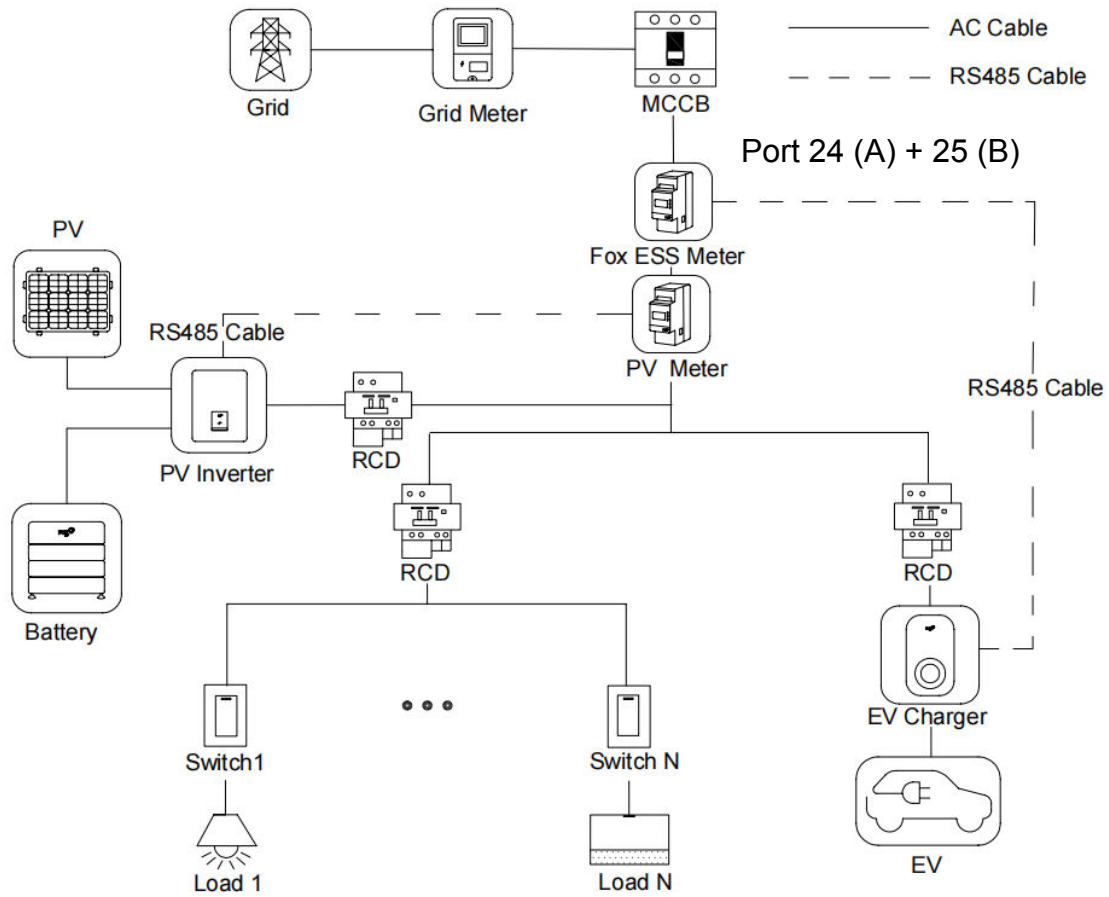 AC Cable
RS485 Cable
Grid
Grid Meter
MCCB
Port 24 (A) + 25 (B)
PV
Fox ESS Meter
RS485 Cable
PV Meter
RS485 Cable
PV Inverter
RCD
RCD
RCD
Battery
Switch1
Switch N
EV Charger
Load 1
Load N
EV